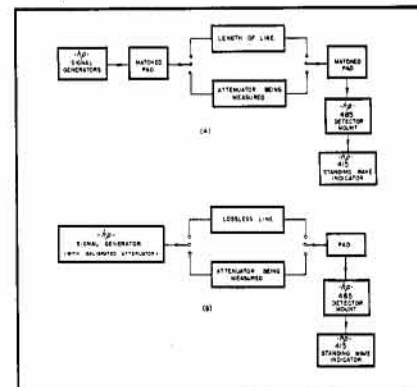 LENGTH OF LINE
-hp-
SIGNAL
GENERATORS
MATCHED
PAD
MATCHED
PAD
ATTENUATOR BEING
MEASURED
(A)
-hp-
485
DETECTOR
MOUNT
-hp-
415
STANDING WAVE
INDICATOR
LOSSLESS LINE
-hp-
SIGNAL GENERATOR
(WITH CALIBRATED ATTENUATOR)
PAD
ATTENUATOR BEING
MEASURED
(B)
-hp-
485
DETECTOR
MOUNT
-hp-
415
STANDING WAVE
INDICATOR